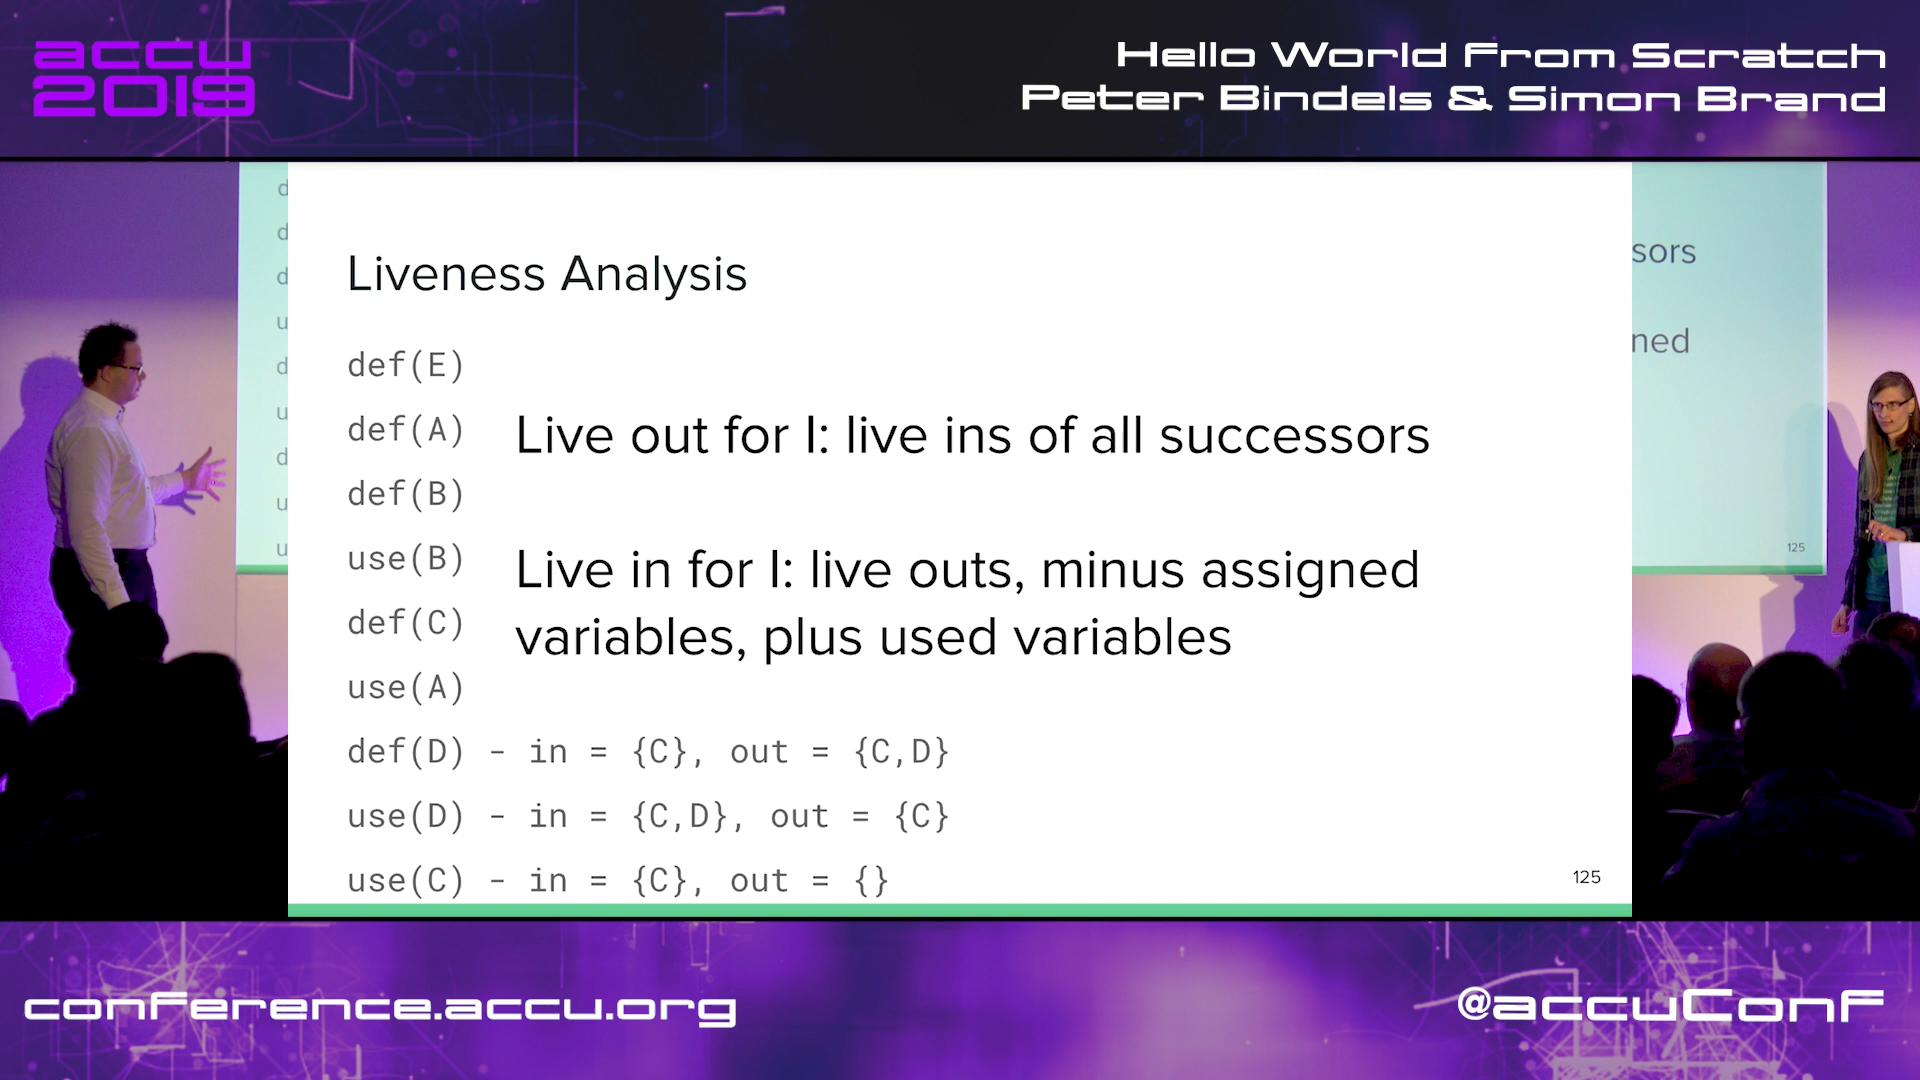 accu
2019
Hello World From Scratch
Peter Bindels & Simon Brand
Liveness Analysis
def(E)
def(A)
def(B)
use(B)
def(C)
use(A)
def(D) - in = {C}, out = {C,D}
use(D) - in = {C,D}, out = {C}
use(C) - in = {C}, out = {}
Live out for I: live ins of all successors
Live in for I: live outs, minus assigned
variables, plus used variables
125
d
d
d
u
d
u
d
u
u
sors
ned
125
conference.accu.org
@accuConf